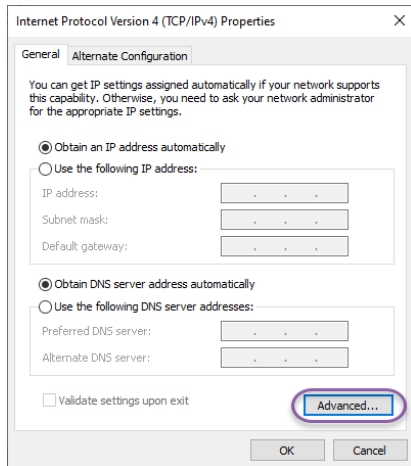 Internet Protocol Version 4 (TCP/IPv4) Properties
General
Alternate Configuration
You can get IP settings assigned automatically if your network supports
this capability. Otherwise, you need to ask your network administrator
for the appropriate IP settings.
Obtain an IP address automatically
Use the following IP address:
IP address:
Subnet mask:
Default gateway:
Obtain DNS server address automatically
Use the following DNS server addresses:
Preferred DNS server:
Alternate DNS server:
Validate settings upon exit
Advanced...
OK
Cancel